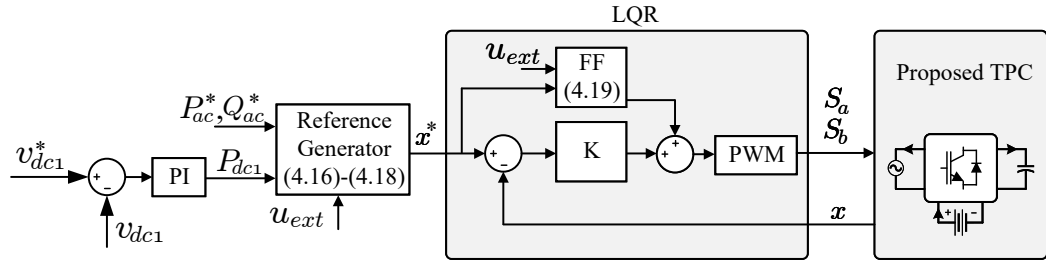 LQR
u_ext
FF
(4.19)
Proposed TPC
P*_ac, Q*_ac
Reference
Generator
(4.16)-(4.18)
x*
S_a
S_b
v*_dc1
+
-
PI
P_dc1
+
-
K
+
+
PWM
u_ext
v_dc1
x
+
-